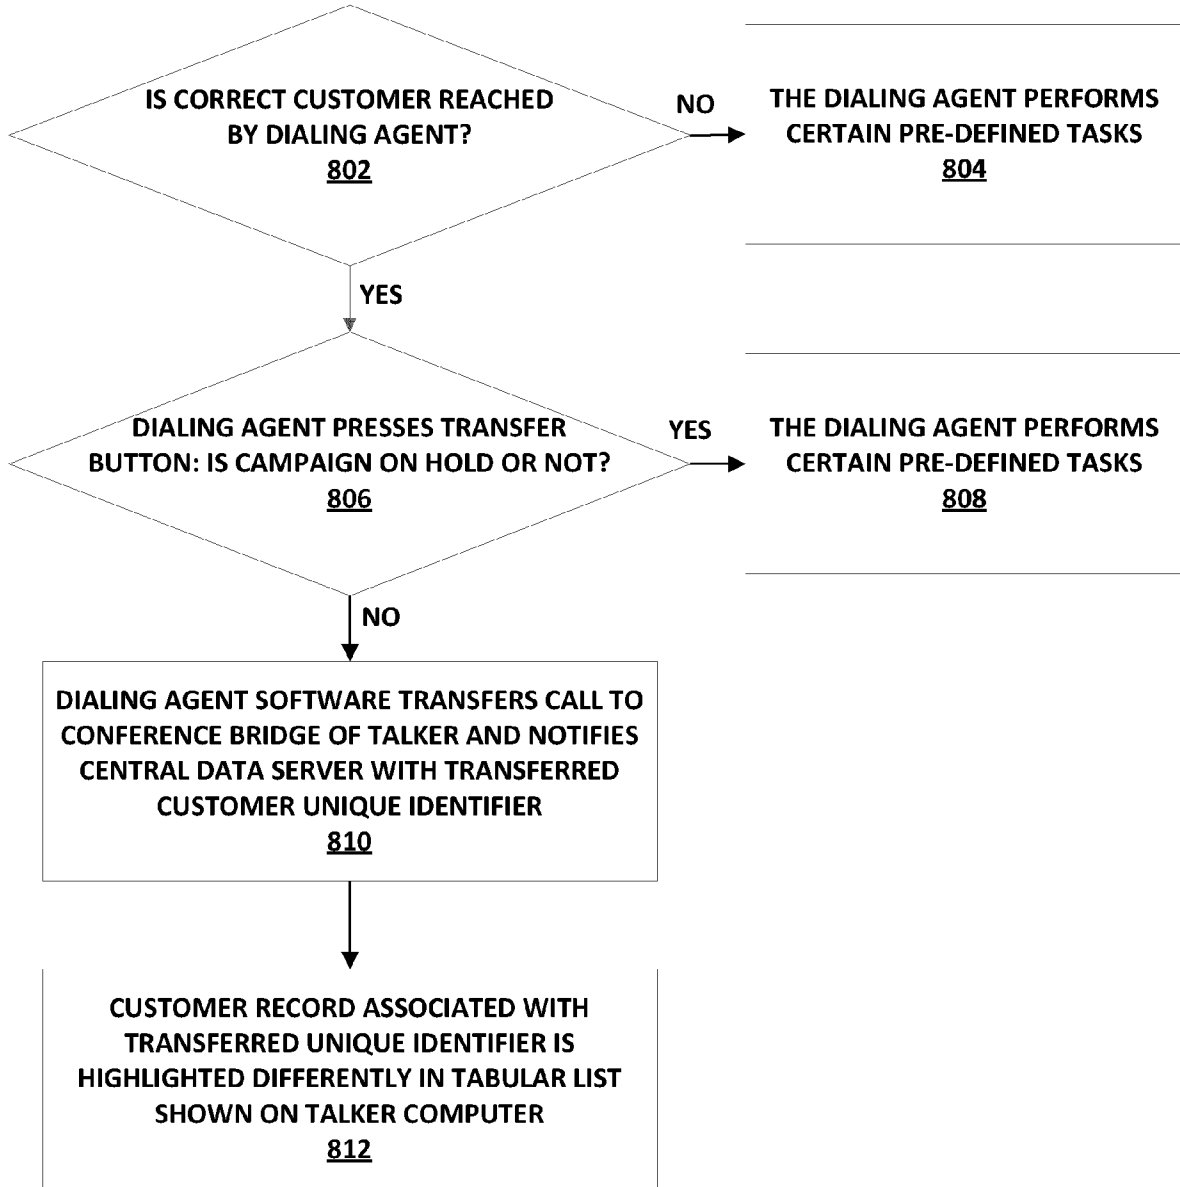 IS CORRECT CUSTOMER REACHED
BY DIALING AGENT?
802
NO
THE DIALING AGENT PERFORMS
CERTAIN PRE-DEFINED TASKS
804
YES
DIALING AGENT PRESSES TRANSFER
BUTTON: IS CAMPAIGN ON HOLD OR NOT?
806
YES
THE DIALING AGENT PERFORMS
CERTAIN PRE-DEFINED TASKS
808
NO
DIALING AGENT SOFTWARE TRANSFERS CALL TO
CONFERENCE BRIDGE OF TALKER AND NOTIFIES
CENTRAL DATA SERVER WITH TRANSFERRED
CUSTOMER UNIQUE IDENTIFIER
810
CUSTOMER RECORD ASSOCIATED WITH
TRANSFERRED UNIQUE IDENTIFIER IS
HIGHLIGHTED DIFFERENTLY IN TABULAR LIST
SHOWN ON TALKER COMPUTER
812